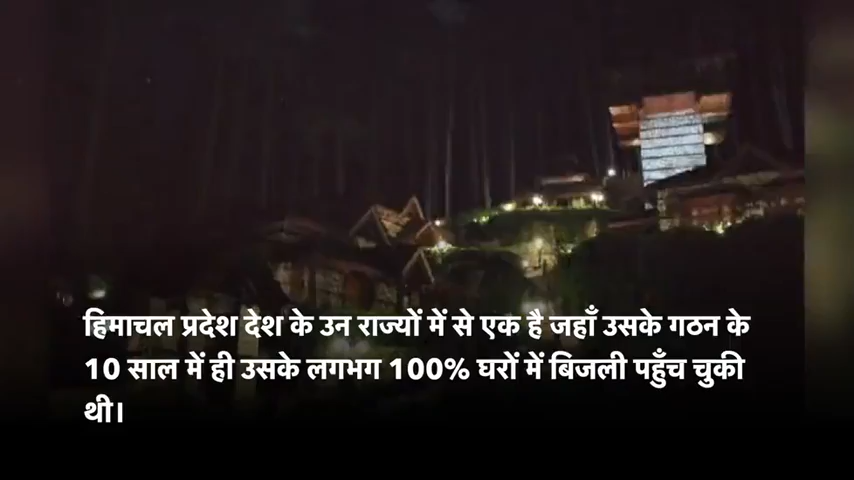 हिमाचल प्रदेश देश के उन राज्यों में से एक है जहाँ उसके गठन के
10 साल में ही उसके लगभग 100% घरों में बिजली पहुँच चुकी
थी।